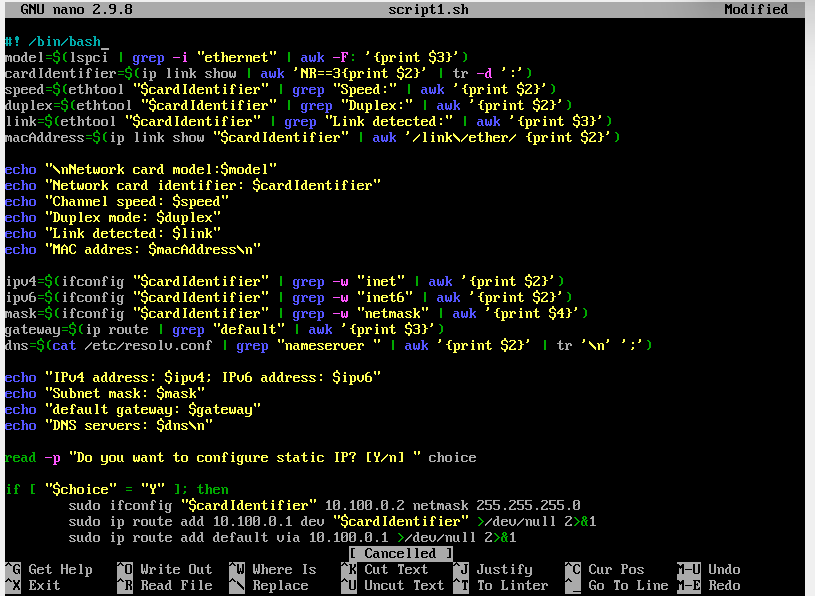 GNU nano 2.9.8 script1.sh Modified
#! /bin/bash
model=$(lspci | grep -i "ethernet" | awk -F: '{print $3}')
cardIdentifier=$(ip link show | awk 'NR==3{print $2}' | tr -d ':')
speed=$(ethtool "$cardIdentifier" | grep "Speed:" | awk '{print $2}')
duplex=$(ethtool "$cardIdentifier" | grep "Duplex:" | awk '{print $2}')
link=$(ethtool "$cardIdentifier" | grep "Link detected:" | awk '{print $3}')
macAddress=$(ip link show "$cardIdentifier" | awk '/link\/ether/ {print $2}')
echo "\nNetwork card model:$model"
echo "Network card identifier: $cardIdentifier"
echo "Channel speed: $speed"
echo "Duplex mode: $duplex"
echo "Link detected: $link"
echo "MAC addres: $macAddress\n"
ipv4=$(ifconfig "$cardIdentifier" | grep -w "inet" | awk '{print $2}')
ipv6=$(ifconfig "$cardIdentifier" | grep -w "inet6" | awk '{print $2}')
mask=$(ifconfig "$cardIdentifier" | grep -w "netmask" | awk '{print $4}')
gateway=$(ip route | grep "default" | awk '{print $3}')
dns=$(cat /etc/resolv.conf | grep "nameserver " | awk '{print $2}' | tr '\n' ';')
echo "IPv4 address: $ipv4; IPv6 address: $ipv6"
echo "Subnet mask: $mask"
echo "default gateway: $gateway"
echo "DNS servers: $dns\n"
read -p "Do you want to configure static IP? [Y/n] " choice
if [ "$choice" = "Y" ]; then
sudo ifconfig "$cardIdentifier" 10.100.0.2 netmask 255.255.255.0
sudo ip route add 10.100.0.1 dev "$cardIdentifier" >/dev/null 2>&1
sudo ip route add default via 10.100.0.1 >/dev/null 2>&1
[ Cancelled ]
^G Get Help ^O Write Out ^W Where Is ^K Cut Text ^J Justify ^C Cur Pos M-U Undo
^X Exit ^R Read File ^\ Replace ^U Uncut Text ^T To Linter ^_ Go To Line M-E Redo